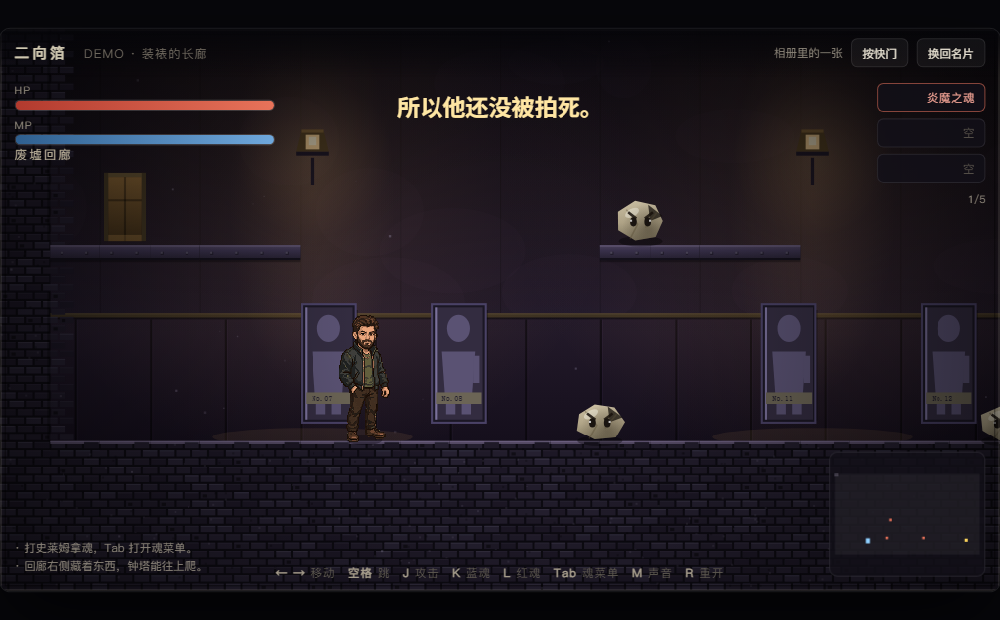 二向箔 DEMO · 装裱的长廊
相册里的一张 按快门 换回名片
HP
MP
废墟回廊
所以他还没被拍死。
炎魔之魂
空
空
1/5
No.07
No.08
No.11
No.12
· 打史莱姆拿魂，Tab 打开魂菜单。
· 回廊右侧藏着东西，钟塔能往上爬。
← → 移动 空格 跳 J 攻击 K 蓝魂 L 红魂 Tab 魂菜单 M 声音 R 重开